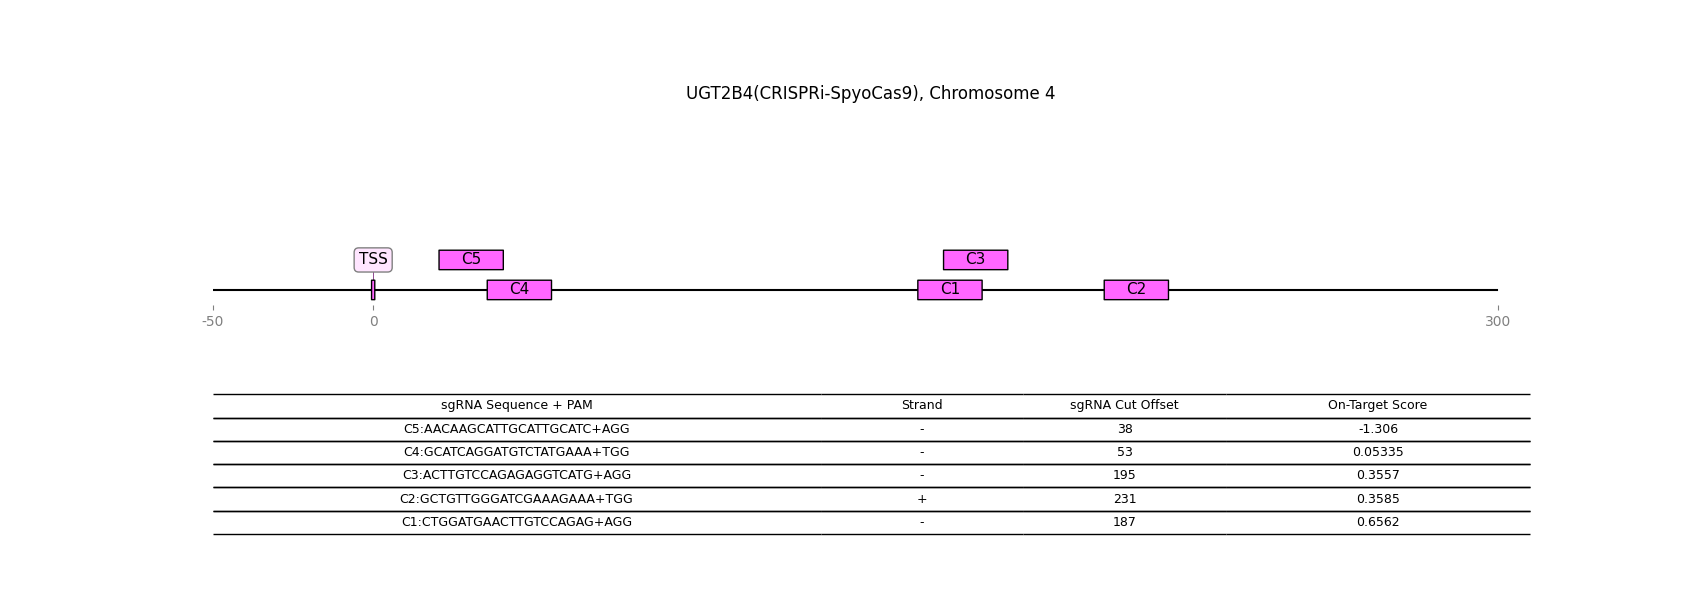 UGT2B4(CRISPRi-SpyoCas9), Chromosome 4
TSS C5 C3
C4 C1 C2
-50 0 300
sgRNA Sequence + PAM Strand sgRNA Cut Offset On-Target Score
C5:AACAAGCATTGCATTGCATC+AGG - 38 -1.306
C4:GCATCAGGATGTCTATGAAA+TGG - 53 0.05335
C3:ACTTGTCCAGAGAGGTCATG+AGG - 195 0.3557
C2:GCTGTTGGGATCGAAAGAAA+TGG + 231 0.3585
C1:CTGGATGAACTTGTCCAGAG+AGG - 187 0.6562